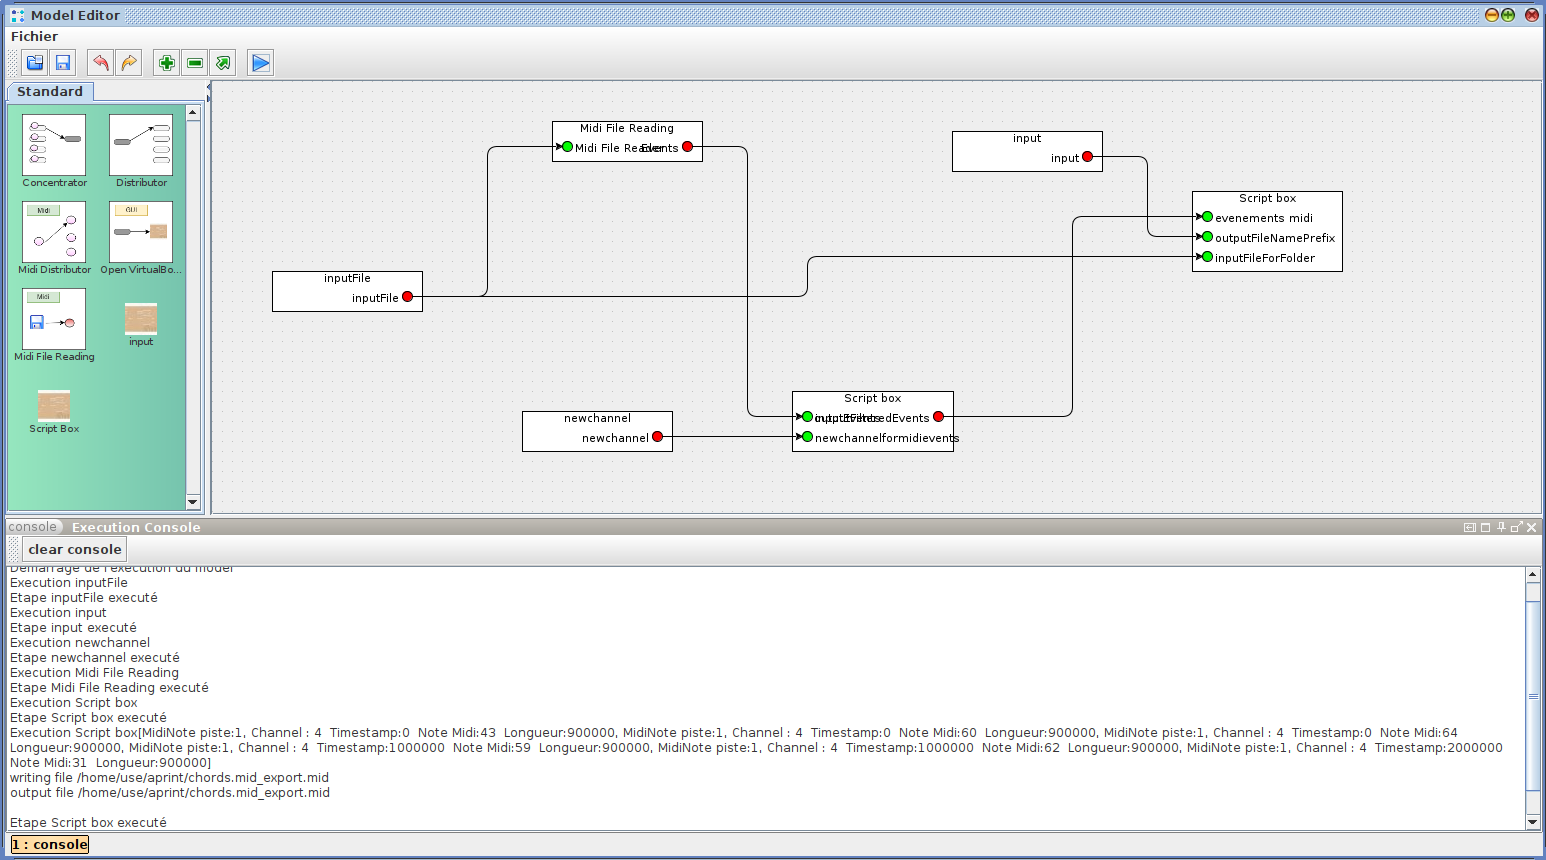 Model Editor
Fichier
Standard
Concentrator
Distributor
Midi
GUI
Midi Distributor
Open VirtualBo...
Midi
Midi File Reading
input
Script Box
Midi File Reading
Midi File Reader
Events
input
input
Script box
evenements midi
outputFileNamePrefix
inputFileForFolder
inputFile
inputFile
newchannel
newchannel
Script box
newchannelformidievents
console
Execution Console
clear console
Demarrage de l'execution du model
Execution inputFile
Etape inputFile executé
Execution input
Etape input executé
Execution newchannel
Etape newchannel executé
Execution Midi File Reading
Etape Midi File Reading executé
Execution Script box
Etape Script box executé
Execution Script box[MidiNote piste:1, Channel : 4  Timestamp:0  Note Midi:43  Longueur:900000, MidiNote piste:1, Channel : 4  Timestamp:0  Note Midi:60  Longueur:900000, MidiNote piste:1, Channel : 4  Timestamp:0  Note Midi:64
Longueur:900000, MidiNote piste:1, Channel : 4  Timestamp:1000000  Note Midi:59  Longueur:900000, MidiNote piste:1, Channel : 4  Timestamp:1000000  Note Midi:62  Longueur:900000, MidiNote piste:1, Channel : 4  Timestamp:2000000
Note Midi:31  Longueur:900000]
writing file /home/use/aprint/chords.mid_export.mid
output file /home/use/aprint/chords.mid_export.mid
Etape Script box executé
1 : console